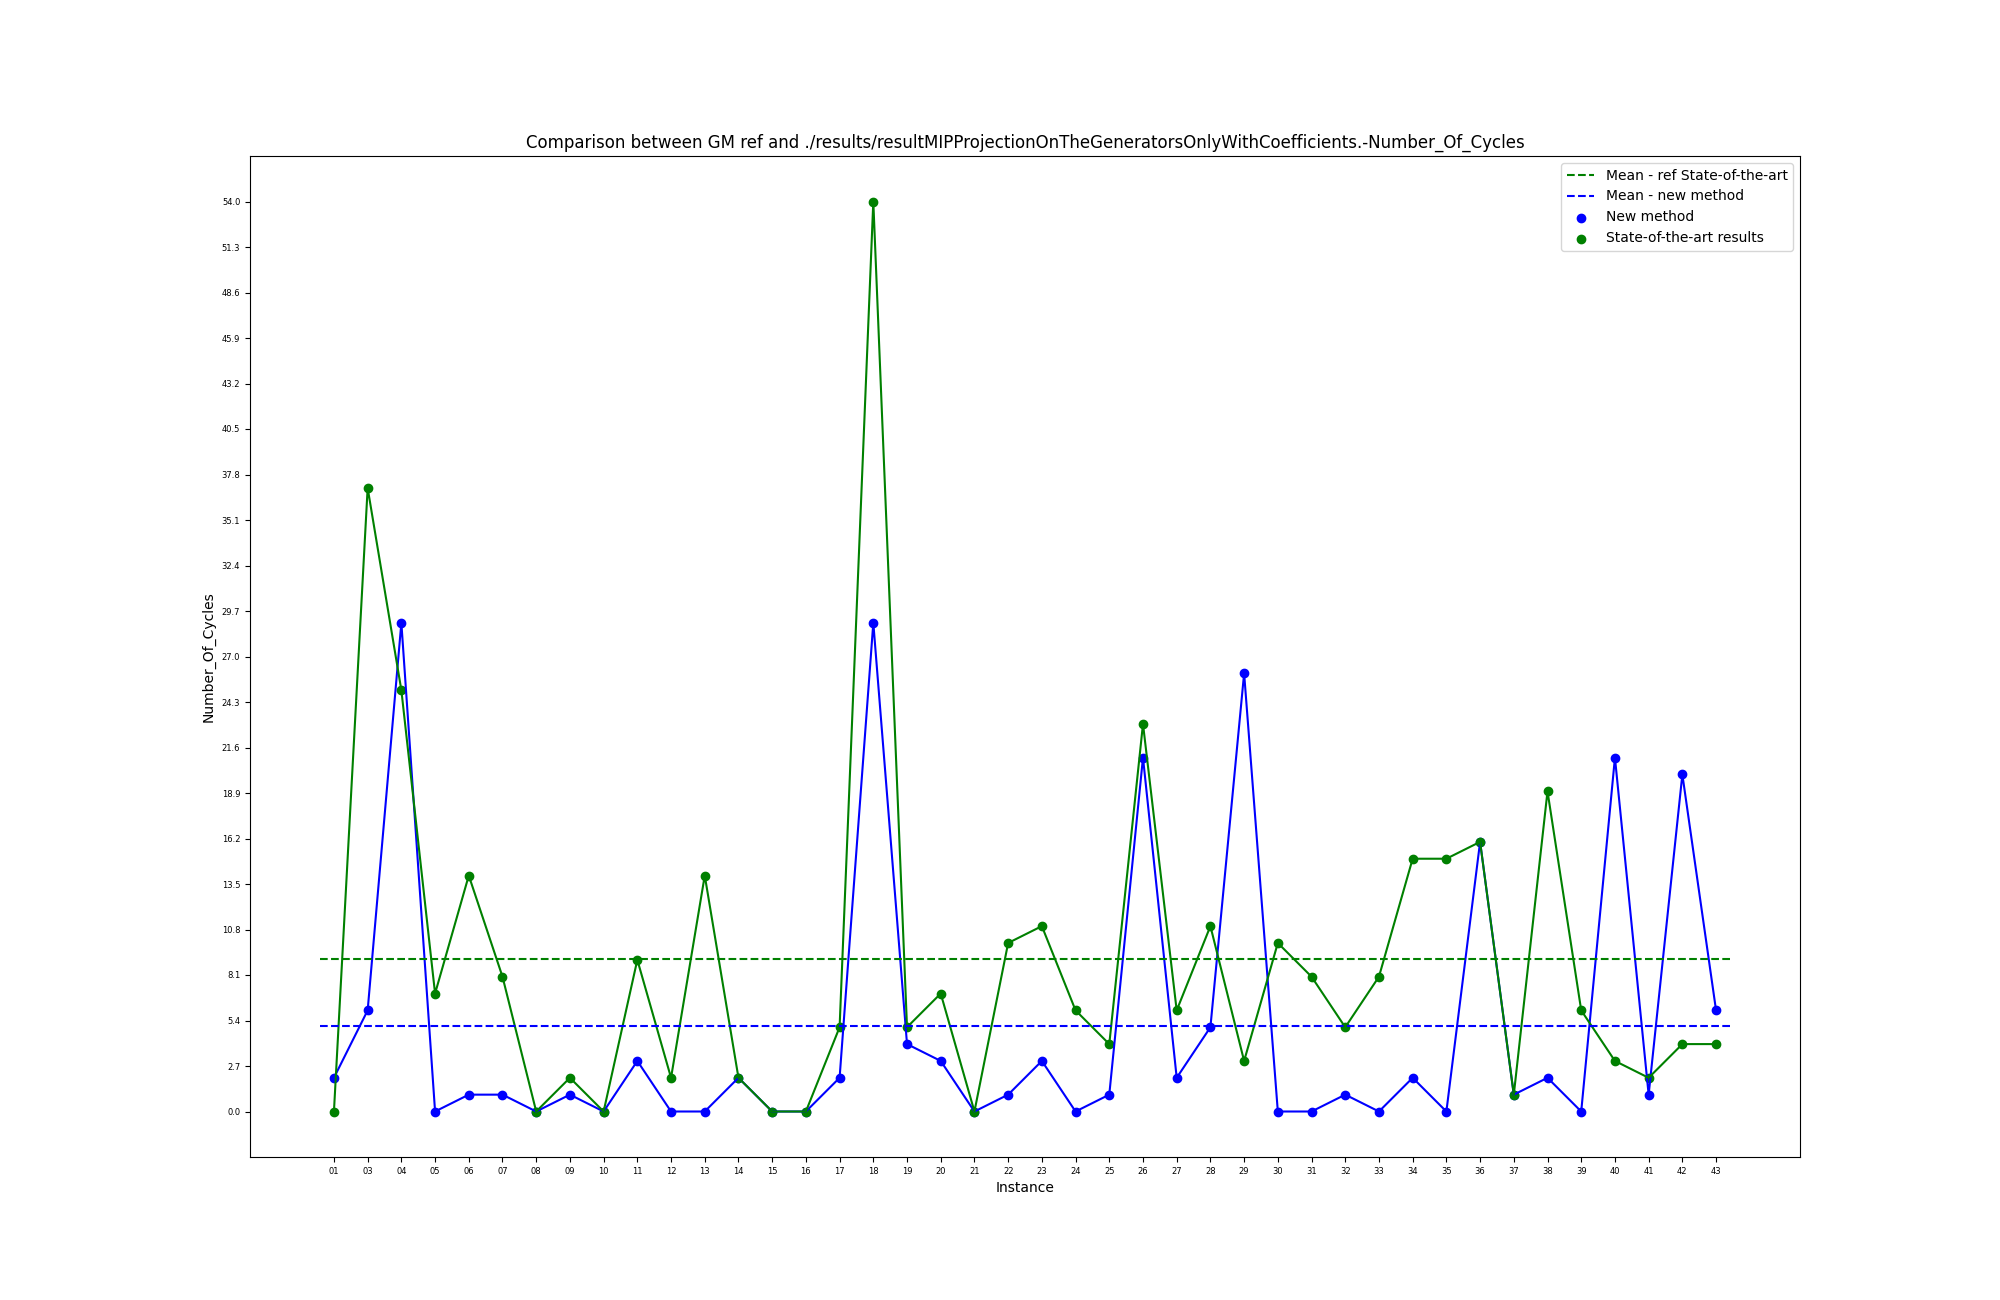 Comparison between GM ref and ./results/resultMIPProjectionOnTheGeneratorsOnlyWithCoefficients.-Number_Of_Cycles
Mean - ref State-of-the-art
Mean - new method
New method
State-of-the-art results
54.0
51.3
48.6
45.9
43.2
40.5
37.8
35.1
32.4
29.7
27.0
24.3
21.6
18.9
16.2
13.5
10.8
8.1
5.4
2.7
0.0
Number_Of_Cycles
01 03 04 05 06 07 08 09 10 11 12 13 14 15 16 17 18 19 20 21 22 23 24 25 26 27 28 29 30 31 32 33 34 35 36 37 38 39 40 41 42 43
Instance